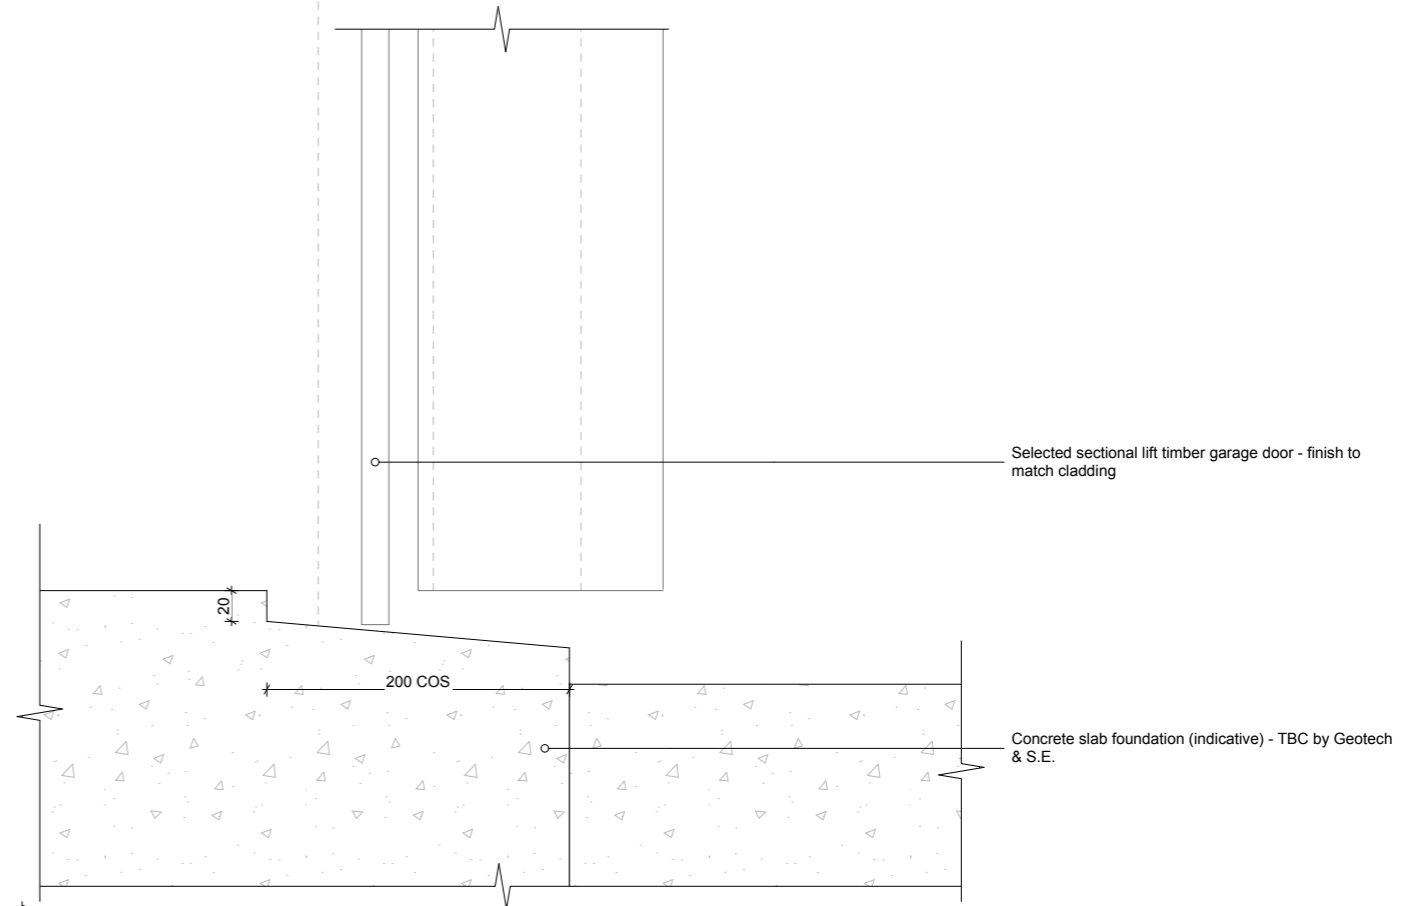 Selected sectional lift timber garage door - finish to
match cladding
20
200 COS
Concrete slab foundation (indicative) - TBC by Geotech
& S.E.